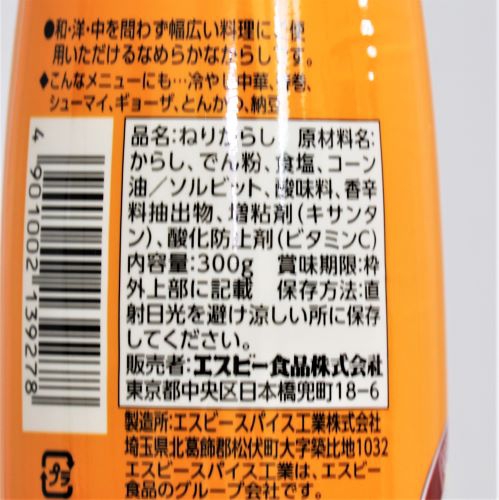 ●和・洋・中を問わず幅広い料理にご使
用いただけるなめらかなからしです。
●こんなメニューにも…冷やし中華、春巻、
シューマイ、ギョーザ、とんかつ、納豆
品名：ねりからし　原材料名：
からし、でん粉、食塩、コーン
油／ソルビット、酸味料、香辛
料抽出物、増粘剤（キサンタ
ン）、酸化防止剤（ビタミンC）
内容量：300g　賞味期限：枠
外上部に記載　保存方法：直
射日光を避け涼しい所に保存
してください。
販売者：エスビー食品株式会社
東京都中央区日本橋兜町18-6
製造所：エスビースパイス工業株式会社
埼玉県北葛飾郡松伏町大字築比地1032
エスビースパイス工業は、エスビー
食品のグループ会社です。
4 901002 139278
プラ